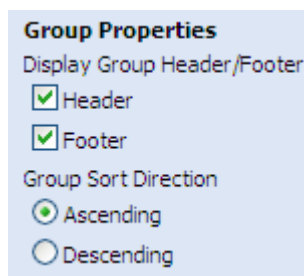 Group Properties
Display Group Header/Footer
Header
Footer
Group Sort Direction
Ascending
Descending